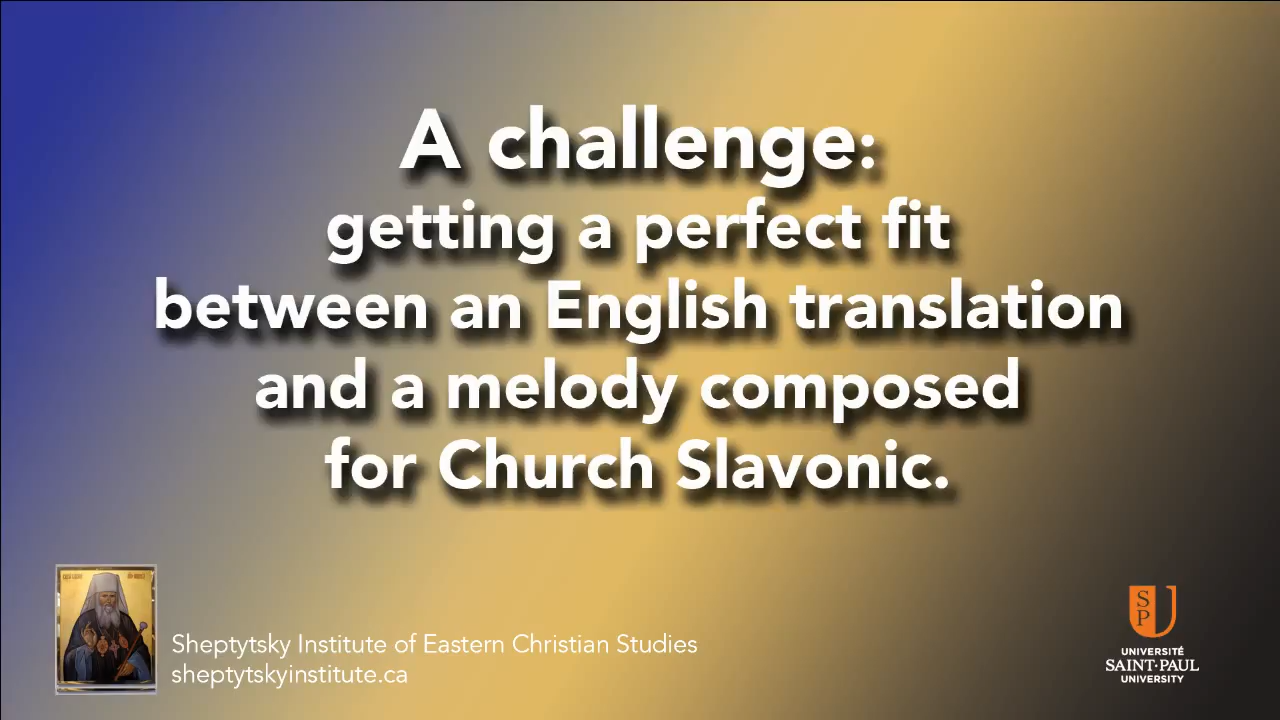 A challenge:
getting a perfect fit
between an English translation
and a melody composed
for Church Slavonic.
Sheptytsky Institute of Eastern Christian Studies
sheptytskyinstitute.ca
SP
UNIVERSITÉ
SAINT·PAUL
UNIVERSITY